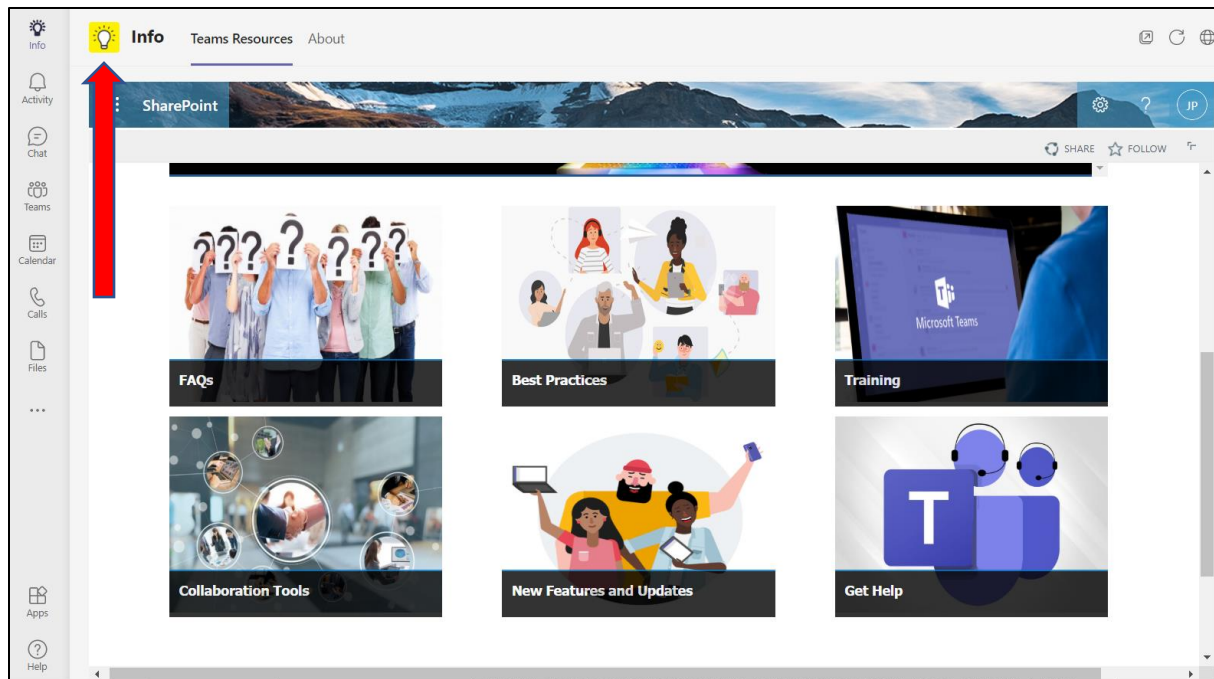 Info
Activity
Chat
Teams
Calendar
Calls
Files
Apps
Help
Info Teams Resources About
SharePoint ? JP
SHARE FOLLOW
? ? ? ? ? ? ?
FAQs
Best Practices
Microsoft Teams
Training
Collaboration Tools
New Features and Updates
T
Get Help